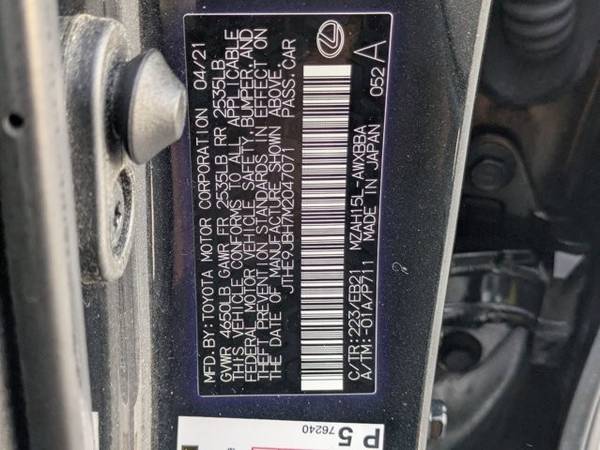 MFD. BY:TOYOTA MOTOR CORPORATION 04/21
GVWR 4650LB GAWR FR 2535LB RR 2535LB
THIS VEHICLE CONFORMS TO ALL APPLICABLE
FEDERAL MOTOR VEHICLE SAFETY, BUMPER, AND
THEFT PREVENTION STANDARDS IN EFFECT ON
THE DATE OF MANUFACTURE SHOWN ABOVE.
JTHE9JBH7M2047071 PASS.CAR
C/TR:223/EB21 MZAH15L-AWXBBA 052 A
A/TM:-01A/P711 MADE IN JAPAN
P 5
76240